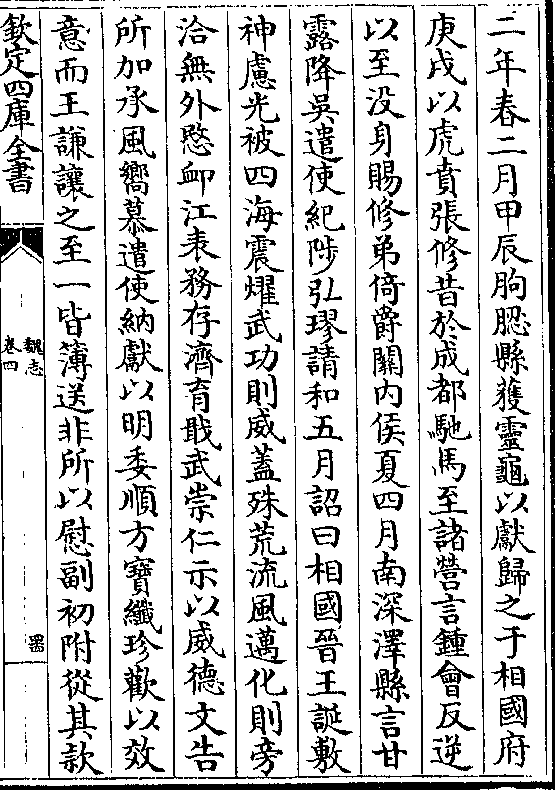 二年春二月甲辰朐䏰縣獲靈龜以獻歸之于相國府
庚戌以虎賁張修昔於成都馳馬至諸營言鍾會反逆
以至没身賜修弟倚爵關内侯夏四月南深澤縣言甘
露降吳遣使紀陟弘璆請和五月詔曰相國晉王誕敷
神慮光被四海震燿武功則威蓋殊荒流風邁化則旁
洽無外愍䘏江表務存濟育戢武崇仁示以威德文告
所加承風嚮慕遣使納獻以明委順方寶纖珍歡以效
意而王謙讓之至一皆簿送非所以慰副初附從其款
欽定四庫全書
魏志
卷四